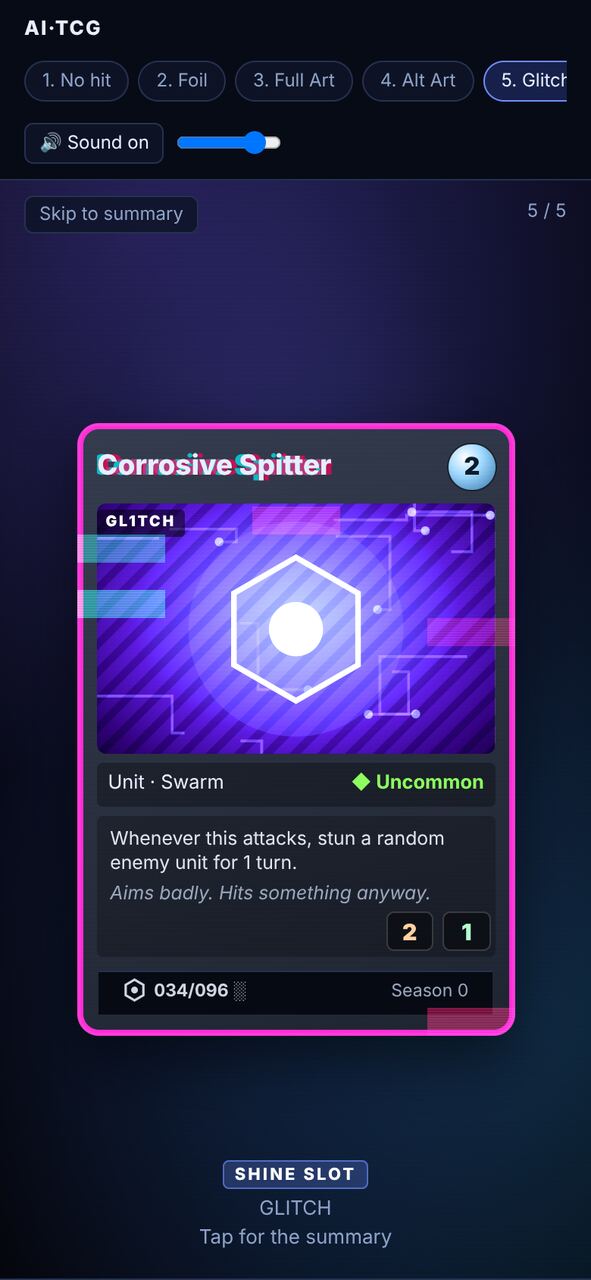 AI·TCG
1. No hit
2. Foil
3. Full Art
4. Alt Art
5. Glitch
🔊 Sound on
Skip to summary
5 / 5
Corrosive Spitter
2
GL1TCH
Unit · Swarm
◆ Uncommon
Whenever this attacks, stun a random
enemy unit for 1 turn.
Aims badly. Hits something anyway.
2
1
034/096 ░
Season 0
SHINE SLOT
GLITCH
Tap for the summary